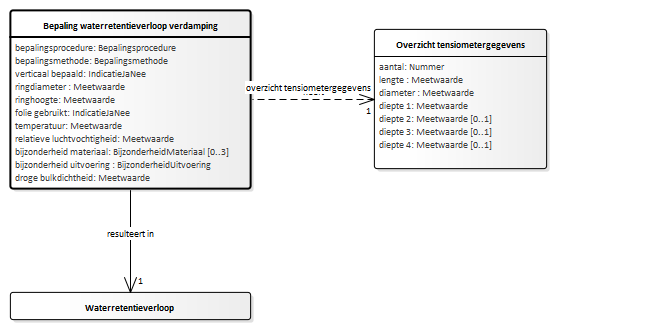 Bepaling waterretentieverloop verdamping
bepalingsprocedure: Bepalingsprocedure
bepalingsmethode: Bepalingsmethode
verticaal bepaald: IndicatieJaNee
ringdiameter : Meetwaarde
ringhoogte: Meetwaarde
folie gebruikt: IndicatieJaNee
temperatuur: Meetwaarde
relatieve luchtvochtigheid: Meetwaarde
bijzonderheid materiaal: BijzonderheidMateriaal [0..3]
bijzonderheid uitvoering : BijzonderheidUitvoering
droge bulkdichtheid: Meetwaarde
overzicht tensiometergegevens
1
Overzicht tensiometergegevens
aantal: Nummer
lengte : Meetwaarde
diameter : Meetwaarde
diepte 1: Meetwaarde
diepte 2: Meetwaarde [0..1]
diepte 3: Meetwaarde [0..1]
diepte 4: Meetwaarde [0..1]
resulteert in
1
Waterretentieverloop